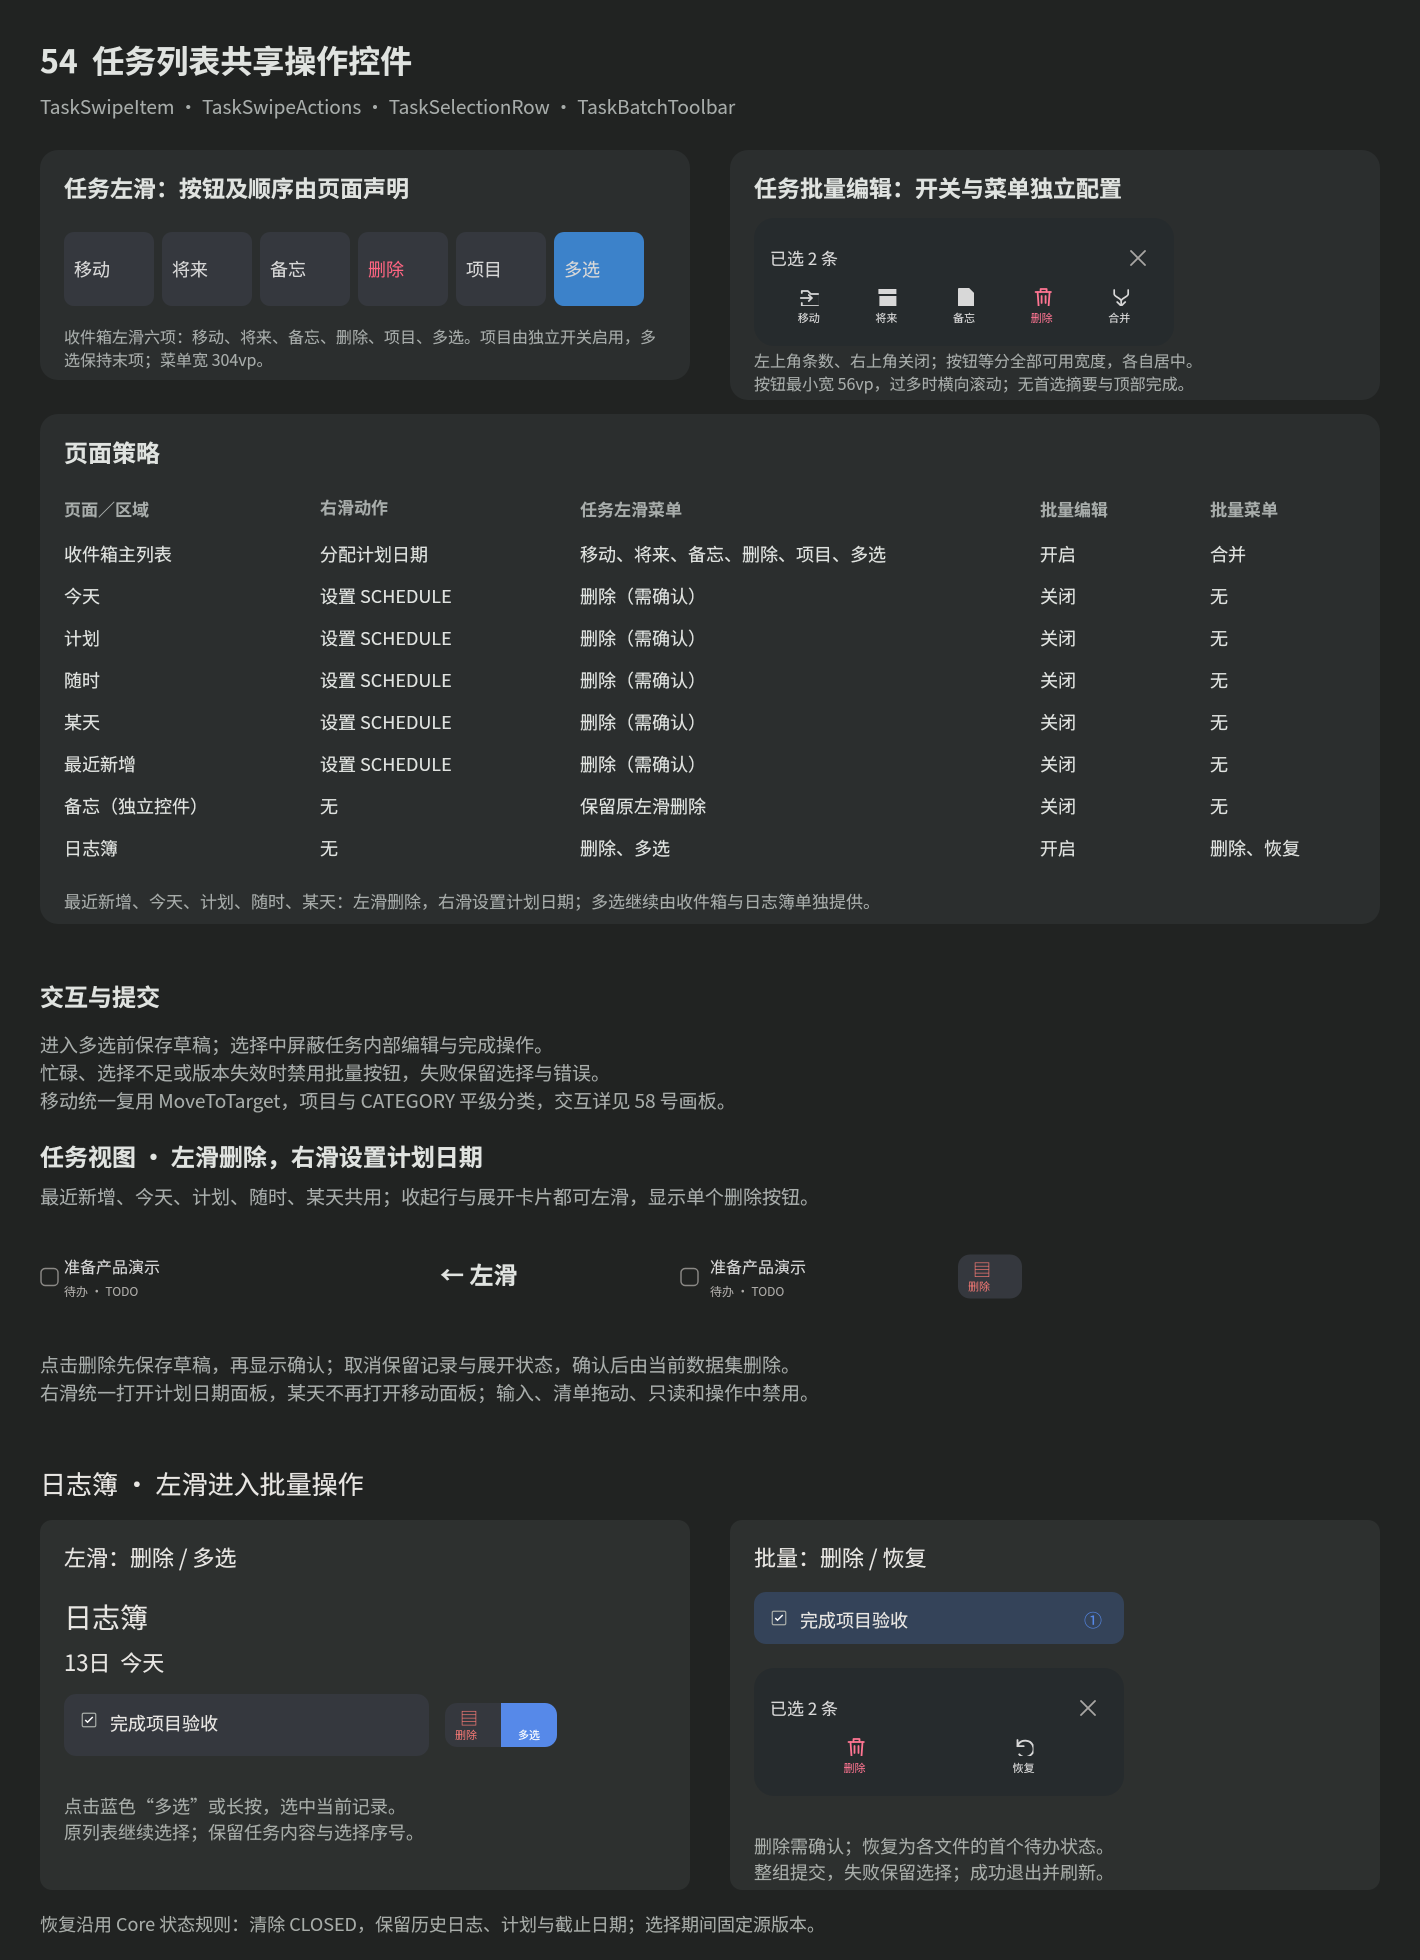 54 任务列表共享操作控件
TaskSwipeItem · TaskSwipeActions · TaskSelectionRow · TaskBatchToolbar
任务左滑：按钮及顺序由页面声明
移动 将来 备忘 删除 项目 多选
收件箱左滑六项：移动、将来、备忘、删除、项目、多选。项目由独立开关启用，多
选保持末项；菜单宽 304vp。
任务批量编辑：开关与菜单独立配置
已选 2 条
移动 将来 备忘 删除 合并
左上角条数、右上角关闭；按钮等分全部可用宽度，各自居中。
按钮最小宽 56vp，过多时横向滚动；无首选摘要与顶部完成。
页面策略
页面／区域 右滑动作 任务左滑菜单 批量编辑 批量菜单
收件箱主列表 分配计划日期 移动、将来、备忘、删除、项目、多选 开启 合并
今天 设置 SCHEDULE 删除（需确认） 关闭 无
计划 设置 SCHEDULE 删除（需确认） 关闭 无
随时 设置 SCHEDULE 删除（需确认） 关闭 无
某天 设置 SCHEDULE 删除（需确认） 关闭 无
最近新增 设置 SCHEDULE 删除（需确认） 关闭 无
备忘（独立控件） 无 保留原左滑删除 关闭 无
日志簿 无 删除、多选 开启 删除、恢复
最近新增、今天、计划、随时、某天：左滑删除，右滑设置计划日期；多选继续由收件箱与日志簿单独提供。
交互与提交
进入多选前保存草稿；选择中屏蔽任务内部编辑与完成操作。
忙碌、选择不足或版本失效时禁用批量按钮，失败保留选择与错误。
移动统一复用 MoveToTarget，项目与 CATEGORY 平级分类，交互详见 58 号画板。
任务视图 · 左滑删除，右滑设置计划日期
最近新增、今天、计划、随时、某天共用；收起行与展开卡片都可左滑，显示单个删除按钮。
准备产品演示
待办 · TODO
← 左滑
准备产品演示
待办 · TODO
删除
点击删除先保存草稿，再显示确认；取消保留记录与展开状态，确认后由当前数据集删除。
右滑统一打开计划日期面板，某天不再打开移动面板；输入、清单拖动、只读和操作中禁用。
日志簿 · 左滑进入批量操作
左滑：删除 / 多选
日志簿
13日 今天
完成项目验收
删除 多选
点击蓝色“多选”或长按，选中当前记录。
原列表继续选择；保留任务内容与选择序号。
批量：删除 / 恢复
完成项目验收 ①
已选 2 条
删除 恢复
删除需确认；恢复为各文件的首个待办状态。
整组提交，失败保留选择；成功退出并刷新。
恢复沿用 Core 状态规则：清除 CLOSED，保留历史日志、计划与截止日期；选择期间固定源版本。